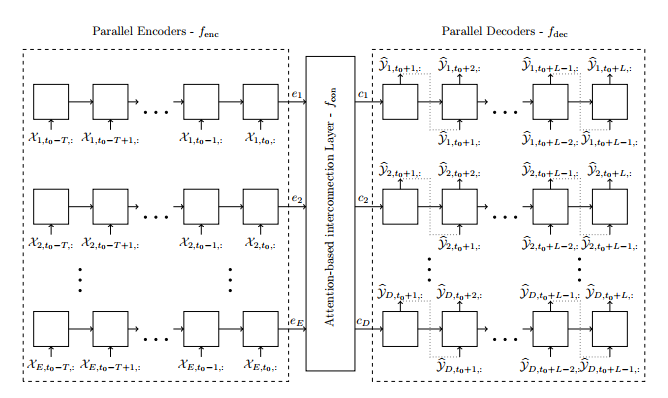 Parallel Encoders - f_enc
Parallel Decoders - f_dec
Ŷ_{1,t₀+1,:} Ŷ_{1,t₀+2,:} Ŷ_{1,t₀+L−1,:} Ŷ_{1,t₀+L,:}
e₁ c₁
...
...
X_{1,t₀−T,:} X_{1,t₀−T+1,:} X_{1,t₀−1,:} X_{1,t₀,:}
Ŷ_{1,t₀+1,:} Ŷ_{1,t₀+L−2,:} Ŷ_{1,t₀+L−1,:}
Attention-based interconnection Layer - f_con
Ŷ_{2,t₀+1,:} Ŷ_{2,t₀+2,:} Ŷ_{2,t₀+L−1,:} Ŷ_{2,t₀+L,:}
e₂ c₂
...
...
X_{2,t₀−T,:} X_{2,t₀−T+1,:} X_{2,t₀−1,:} X_{2,t₀,:}
Ŷ_{2,t₀+1,:} Ŷ_{2,t₀+L−2,:} Ŷ_{2,t₀+L−1,:}
Ŷ_{D,t₀+1,:} Ŷ_{D,t₀+2,:} Ŷ_{D,t₀+L−1,:} Ŷ_{D,t₀+L,:}
e_E c_D
...
...
X_{E,t₀−T,:} X_{E,t₀−T+1,:} X_{E,t₀−1,:} X_{E,t₀,:}
Ŷ_{D,t₀+1,:} Ŷ_{D,t₀+L−2,:} Ŷ_{D,t₀+L−1,:}